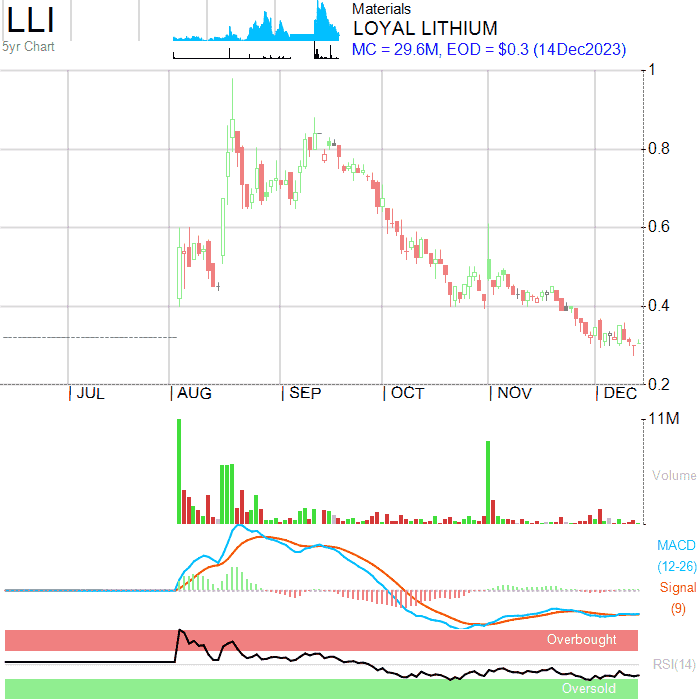 LLI
5yr Chart
Materials
LOYAL LITHIUM
MC = 29.6M, EOD = $0.3 (14Dec2023)
1
0.8
0.6
0.4
0.2
| JUL | AUG | SEP | OCT | NOV | DEC
11M
Volume
MACD
(12-26)
Signal
(9)
Overbought
RSI(14)
Oversold